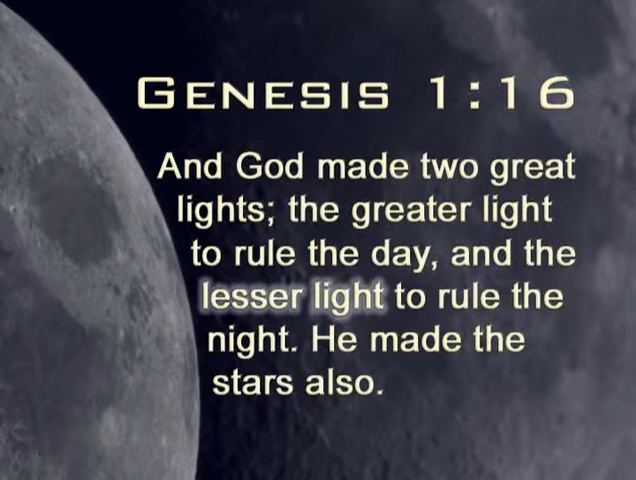 GENESIS 1:16
And God made two great
lights; the greater light
to rule the day, and the
lesser light to rule the
night. He made the
stars also.